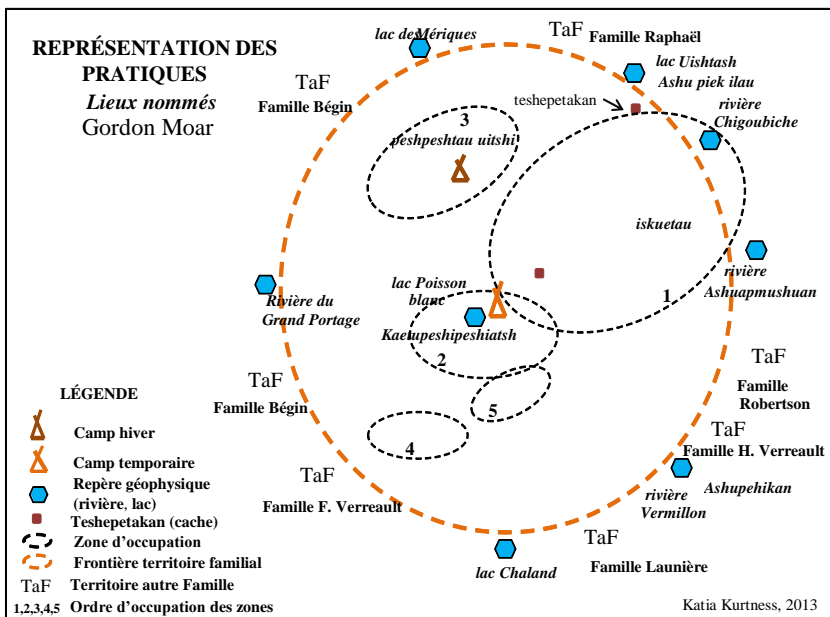 REPRÉSENTATION DES
PRATIQUES
Lieux nommés
Gordon Moar
lac desMériques
TaF
Famille Raphaël
lac Uishtash
Ashu piek ilau
teshepetakan
rivière
Chigoubiche
TaF
Famille Bégin
3
peshpeshtau uitshi
iskuetau
rivière
Ashuapmushuan
1
lac Poisson
blanc
Kaeiupeshipeshiatsh
2
Rivière du
Grand Portage
TaF
Famille
Robertson
TaF
Famille Bégin
5
4
TaF
Famille H. Verreault
Ashupehikan
rivière
Vermillon
TaF
Famille F. Verreault
TaF
Famille Launière
lac Chaland
LÉGENDE
Camp hiver
Camp temporaire
Repère géophysique
(rivière, lac)
Teshepetakan (cache)
Zone d'occupation
Frontière territoire familial
TaF Territoire autre Famille
1,2,3,4,5 Ordre d'occupation des zones
Katia Kurtness, 2013